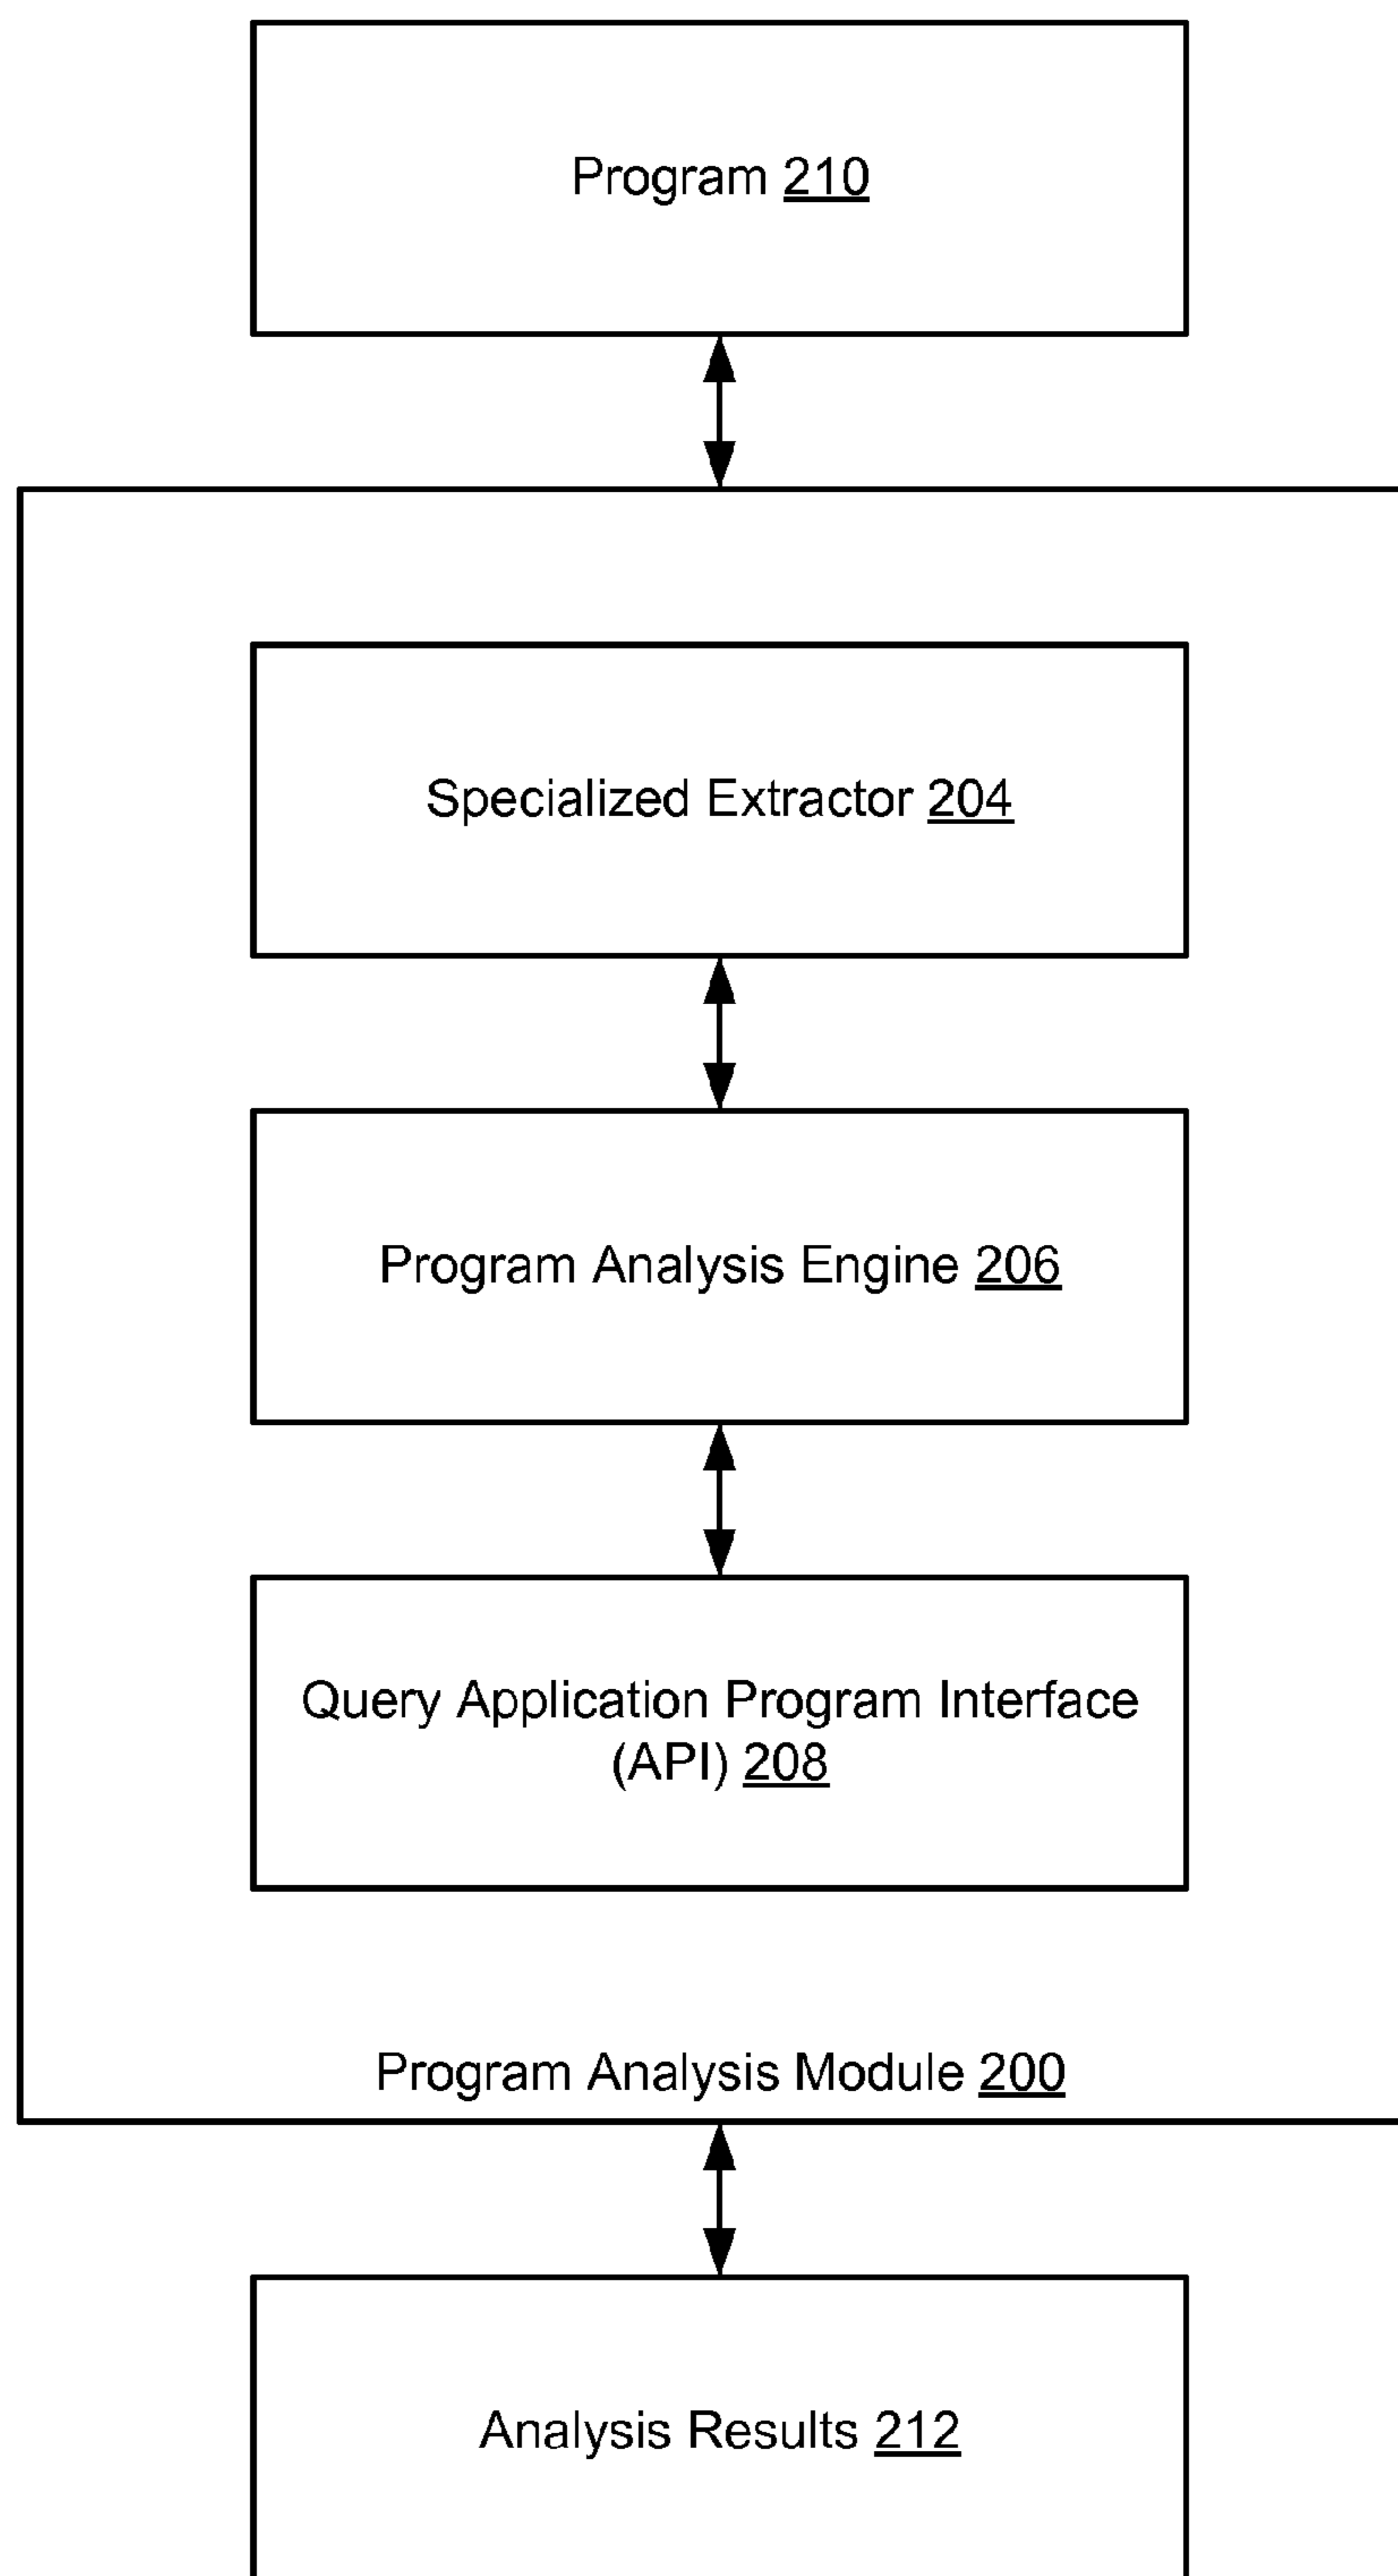 Program 210
Specialized Extractor 204
Program Analysis Engine 206
Query Application Program Interface
(API) 208
Program Analysis Module 200
Analysis Results 212